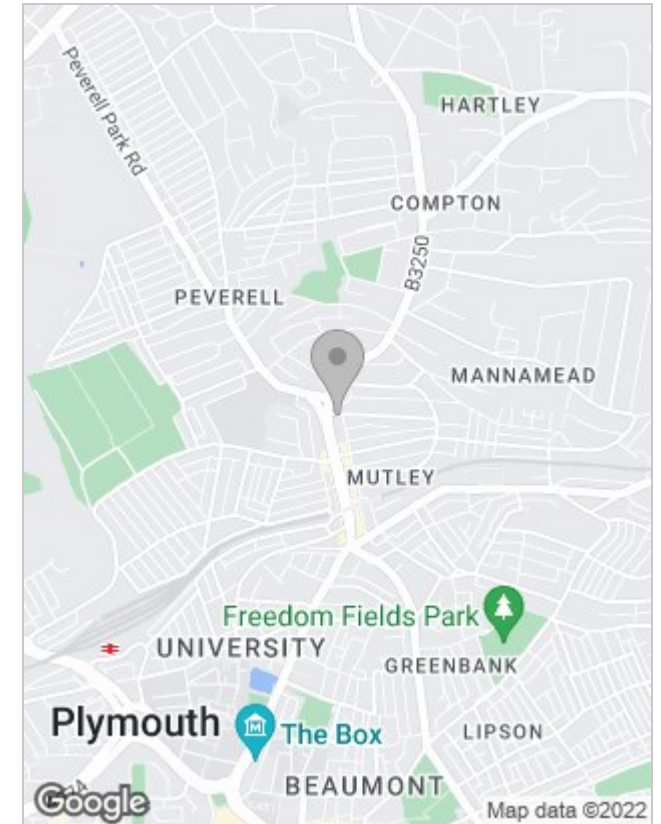 Peverell Park Rd
HARTLEY
COMPTON
B3250
PEVERELL
MANNAMEAD
MUTLEY
Freedom Fields Park
UNIVERSITY
GREENBANK
Plymouth
The Box
M
LIPSON
BEAUMONT
Google
Map data ©2022